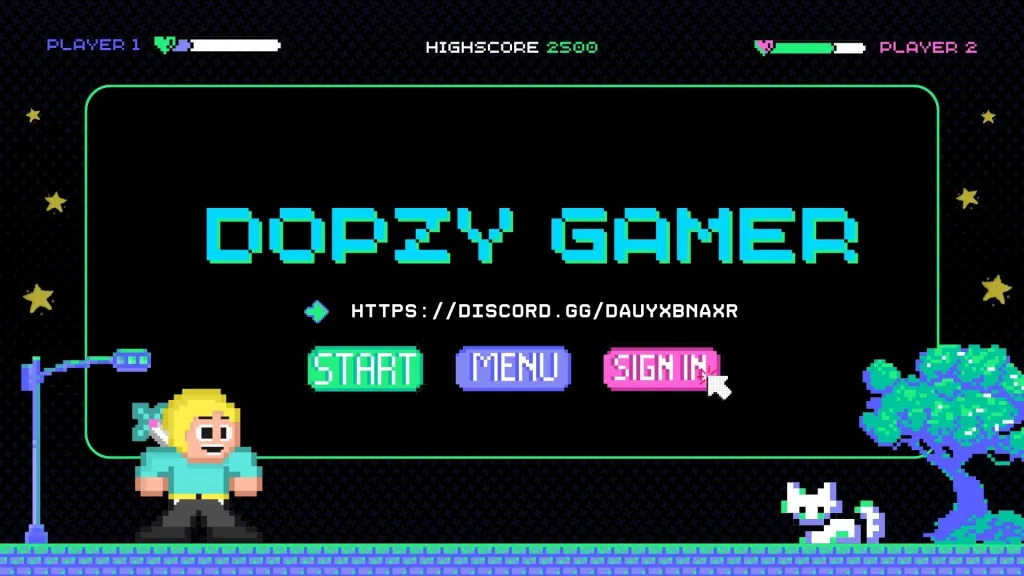 PLAYER 1
HIGHSCORE 2500
PLAYER 2
DOPZY GAMER
HTTPS://DISCORD.GG/DAUYXBNAXR
START
MENU
SIGN IN